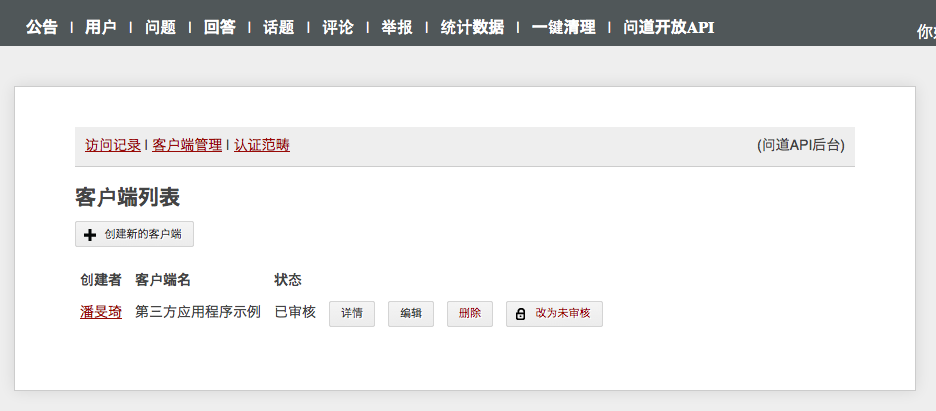 公告 | 用户 | 问题 | 回答 | 话题 | 评论 | 举报 | 统计数据 | 一键清理 | 问道开放API 你
访问记录 | 客户端管理 | 认证范畴 (问道API后台)
客户端列表
创建新的客户端
创建者 客户端名 状态
潘旻琦 第三方应用程序示例 已审核 详情 编辑 删除 改为未审核